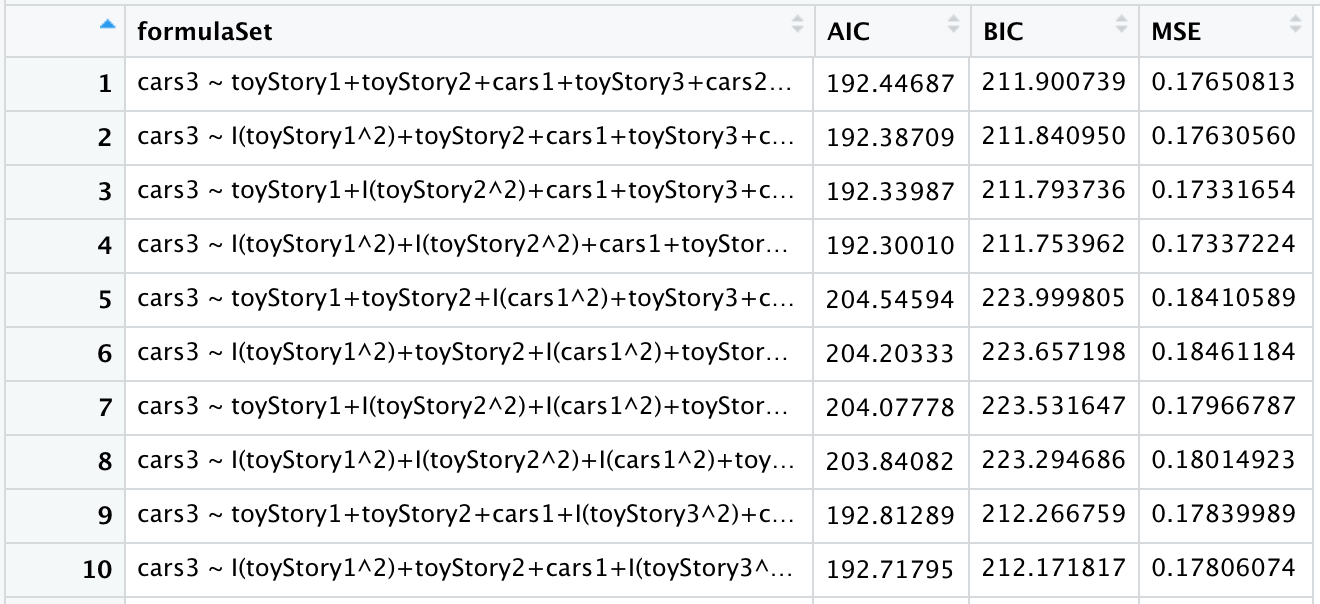 formulaSet AIC BIC MSE
1 cars3 ~ toyStory1+toyStory2+cars1+toyStory3+cars2... 192.44687 211.900739 0.17650813
2 cars3 ~ I(toyStory1^2)+toyStory2+cars1+toyStory3+c... 192.38709 211.840950 0.17630560
3 cars3 ~ toyStory1+I(toyStory2^2)+cars1+toyStory3+c... 192.33987 211.793736 0.17331654
4 cars3 ~ I(toyStory1^2)+I(toyStory2^2)+cars1+toyStor... 192.30010 211.753962 0.17337224
5 cars3 ~ toyStory1+toyStory2+I(cars1^2)+toyStory3+c... 204.54594 223.999805 0.18410589
6 cars3 ~ I(toyStory1^2)+toyStory2+I(cars1^2)+toyStor... 204.20333 223.657198 0.18461184
7 cars3 ~ toyStory1+I(toyStory2^2)+I(cars1^2)+toyStor... 204.07778 223.531647 0.17966787
8 cars3 ~ I(toyStory1^2)+I(toyStory2^2)+I(cars1^2)+toy... 203.84082 223.294686 0.18014923
9 cars3 ~ toyStory1+toyStory2+cars1+I(toyStory3^2)+c... 192.81289 212.266759 0.17839989
10 cars3 ~ I(toyStory1^2)+toyStory2+cars1+I(toyStory3^... 192.71795 212.171817 0.17806074